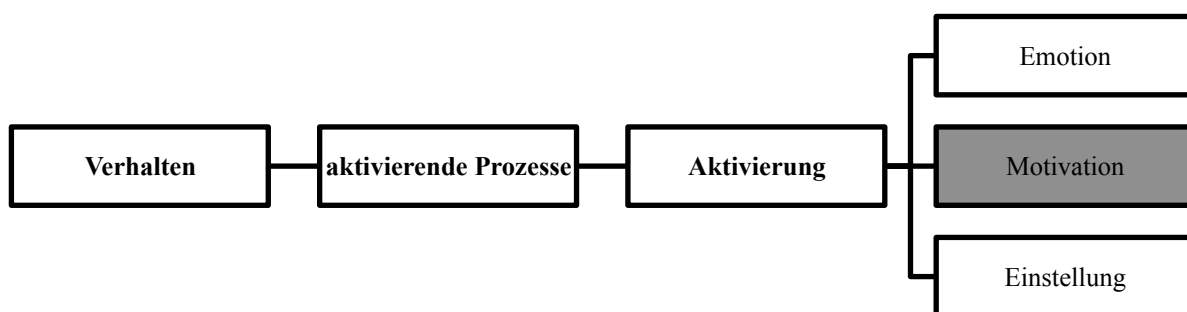 Emotion
Verhalten
aktivierende Prozesse
Aktivierung
Motivation
Einstellung